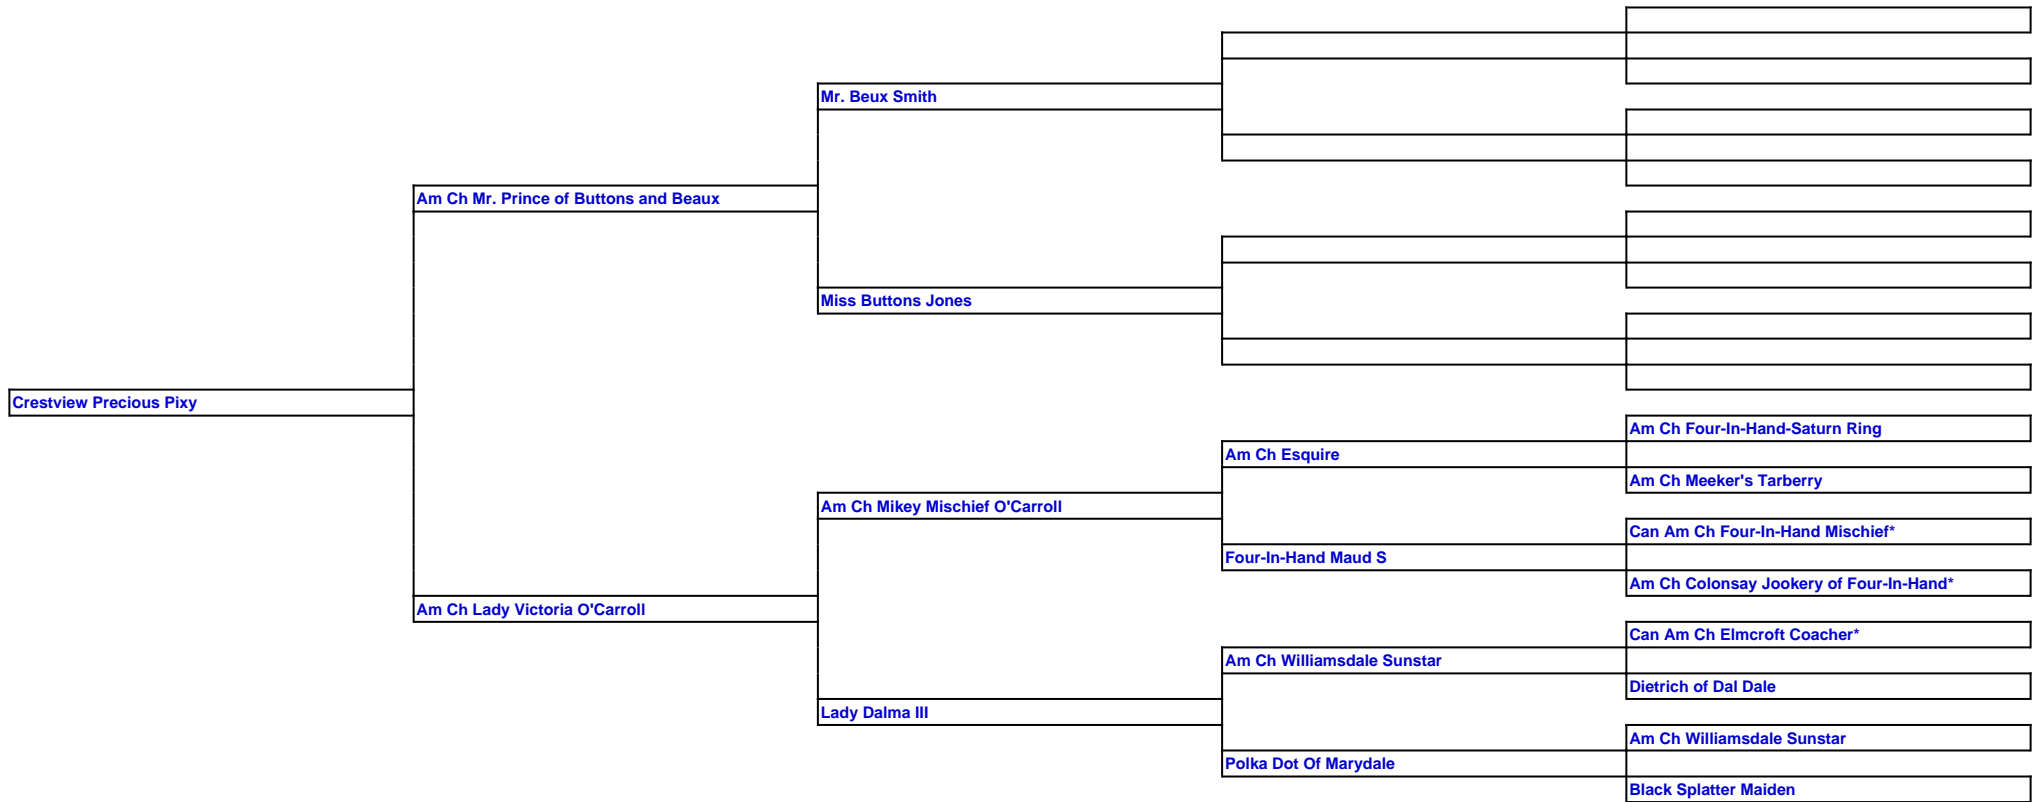 Mr. Beux Smith
Am Ch Mr. Prince of Buttons and Beaux
Miss Buttons Jones
Crestview Precious Pixy
Am Ch Four-In-Hand-Saturn Ring
Am Ch Esquire
Am Ch Meeker's Tarberry
Am Ch Mikey Mischief O'Carroll
Can Am Ch Four-In-Hand Mischief*
Four-In-Hand Maud S
Am Ch Colonsay Jookery of Four-In-Hand*
Am Ch Lady Victoria O'Carroll
Can Am Ch Elmcroft Coacher*
Am Ch Williamsdale Sunstar
Dietrich of Dal Dale
Lady Dalma III
Am Ch Williamsdale Sunstar
Polka Dot Of Marydale
Black Splatter Maiden